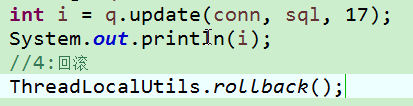 int i = q.update(conn, sql, 17);
System.out.println(i);
//4:回滚
ThreadLocalUtils.rollback();